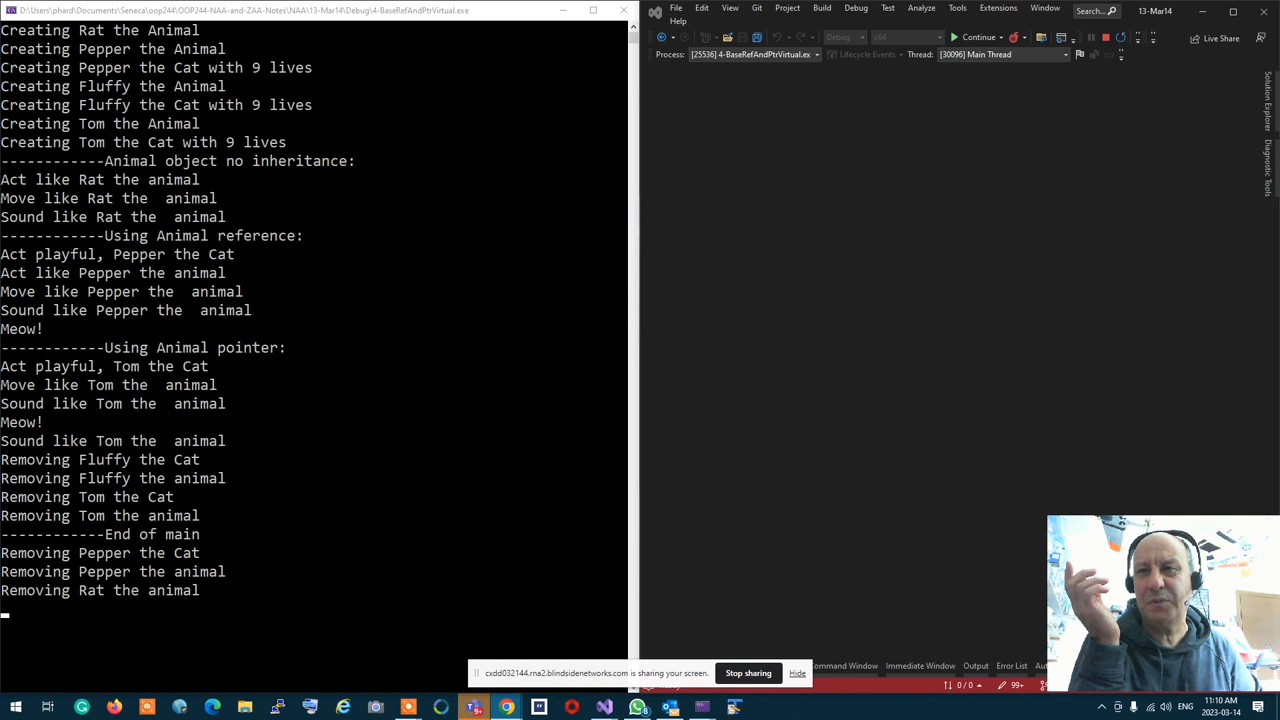 D:\Users\phard\Documents\Seneca\oop244\OOP244-NAA-and-ZAA-Notes\NAA\13-Mar14\Debug\4-BaseRefAndPtrVirtual.exe
Creating Rat the Animal
Creating Pepper the Animal
Creating Pepper the Cat with 9 lives
Creating Fluffy the Animal
Creating Fluffy the Cat with 9 lives
Creating Tom the Animal
Creating Tom the Cat with 9 lives
------------Animal object no inheritance:
Act like Rat the animal
Move like Rat the  animal
Sound like Rat the  animal
------------Using Animal reference:
Act playful, Pepper the Cat
Act like Pepper the animal
Move like Pepper the  animal
Sound like Pepper the  animal
Meow!
------------Using Animal pointer:
Act playful, Tom the Cat
Move like Tom the  animal
Sound like Tom the  animal
Meow!
Sound like Tom the  animal
Removing Fluffy the Cat
Removing Fluffy the animal
Removing Tom the Cat
Removing Tom the animal
------------End of main
Removing Pepper the Cat
Removing Pepper the animal
Removing Rat the animal
File Edit View Git Project Build Debug Test Analyze Tools Extensions Window Search... 13-Mar14
Help
Debug x64 Continue Live Share
Process: [25536] 4-BaseRefAndPtrVirtual.ex Lifecycle Events Thread: [30096] Main Thread
Solution Explorer
Diagnostic Tools
cxdd032144.rna2.blindsidenetworks.com is sharing your screen. Stop sharing Hide
ommand Window Immediate Window Output Error List
0 / 0 99+
11:10 AM
2023-03-14